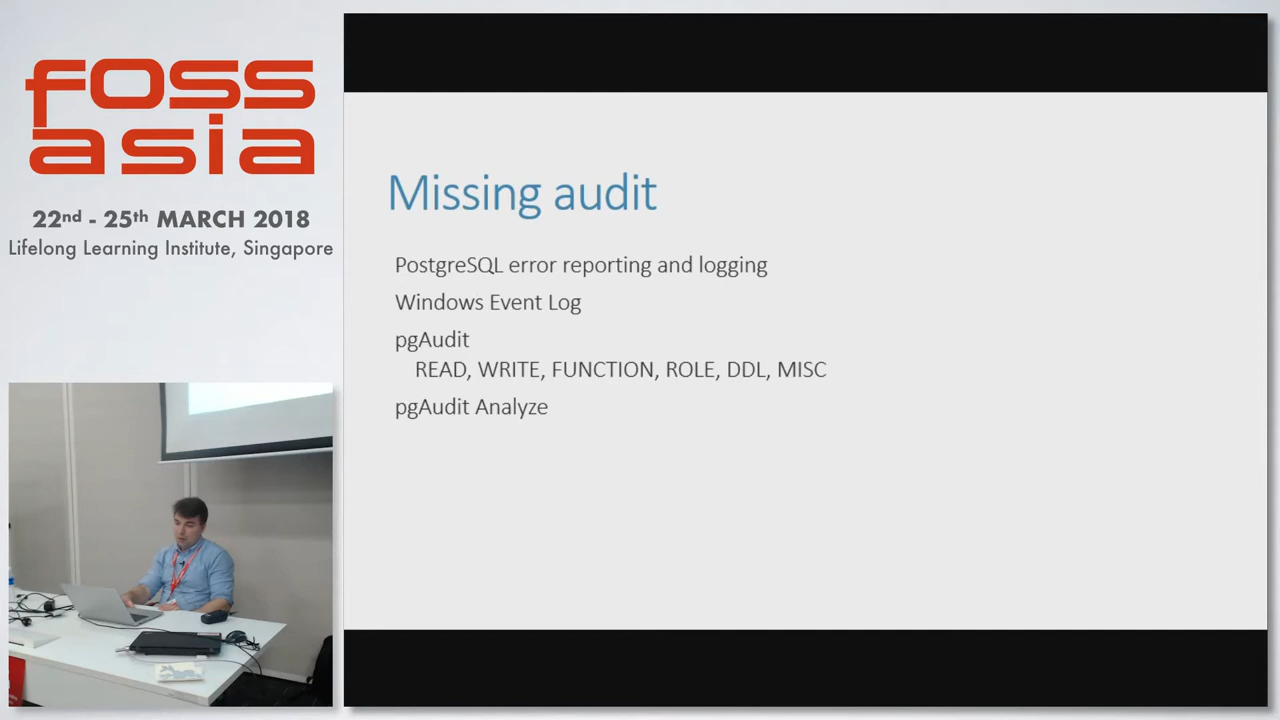 foss
asia
22nd - 25th MARCH 2018
Lifelong Learning Institute, Singapore
Missing audit
PostgreSQL error reporting and logging
Windows Event Log
pgAudit
READ, WRITE, FUNCTION, ROLE, DDL, MISC
pgAudit Analyze